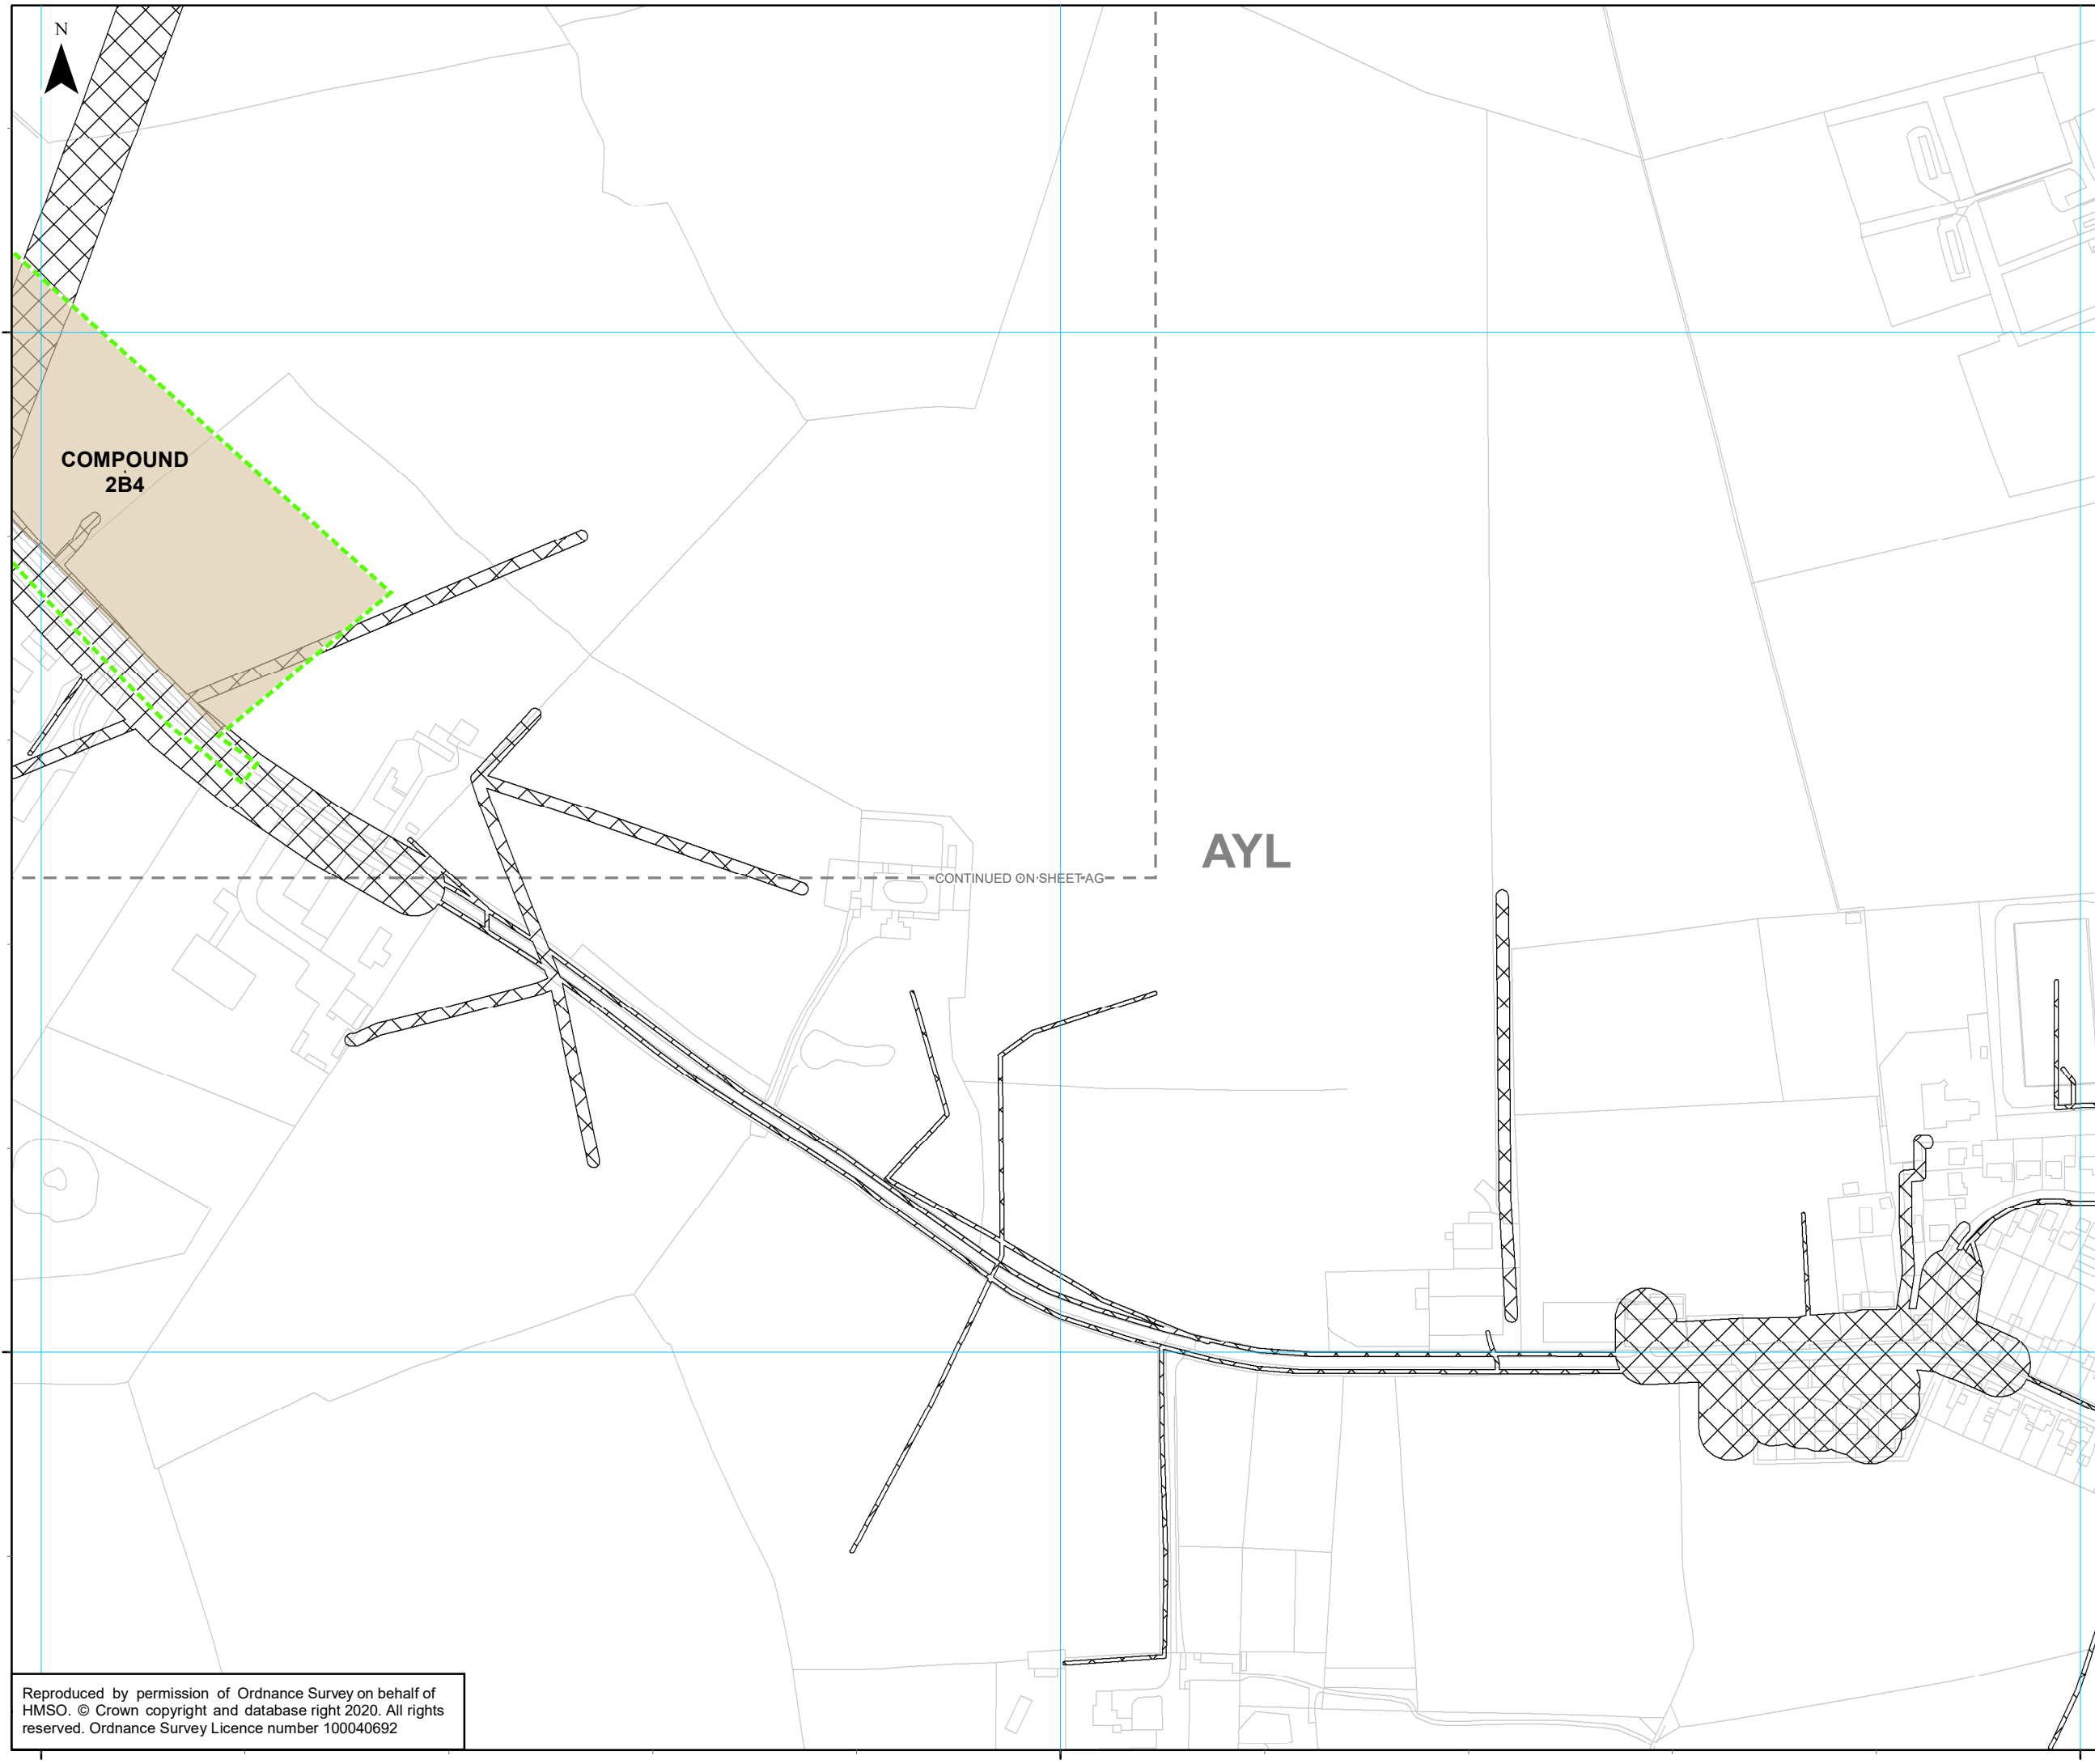 N
COMPOUND
2B4
AYL
CONTINUED ON SHEET AG
Reproduced by permission of Ordnance Survey on behalf of
HMSO. © Crown copyright and database right 2020. All rights
reserved. Ordnance Survey Licence number 100040692